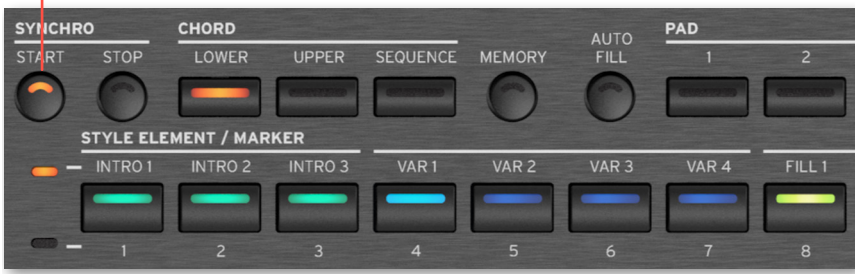 SYNCHRO CHORD PAD
START STOP LOWER UPPER SEQUENCE MEMORY AUTO FILL 1 2
STYLE ELEMENT / MARKER
INTRO 1 INTRO 2 INTRO 3 VAR 1 VAR 2 VAR 3 VAR 4 FILL 1
1 2 3 4 5 6 7 8